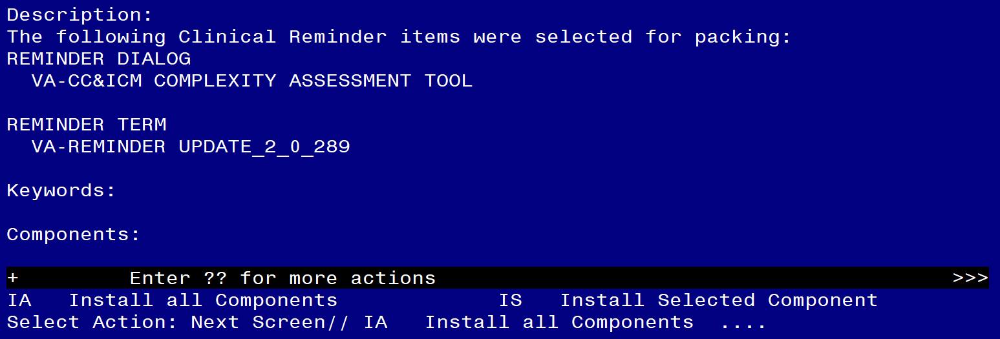 Description:
The following Clinical Reminder items were selected for packing:
REMINDER DIALOG
VA-CC&ICM COMPLEXITY ASSESSMENT TOOL
REMINDER TERM
VA-REMINDER UPDATE_2_0_289
Keywords:
Components:
+ Enter ?? for more actions >>>
IA Install all Components IS Install Selected Component
Select Action: Next Screen// IA Install all Components ....